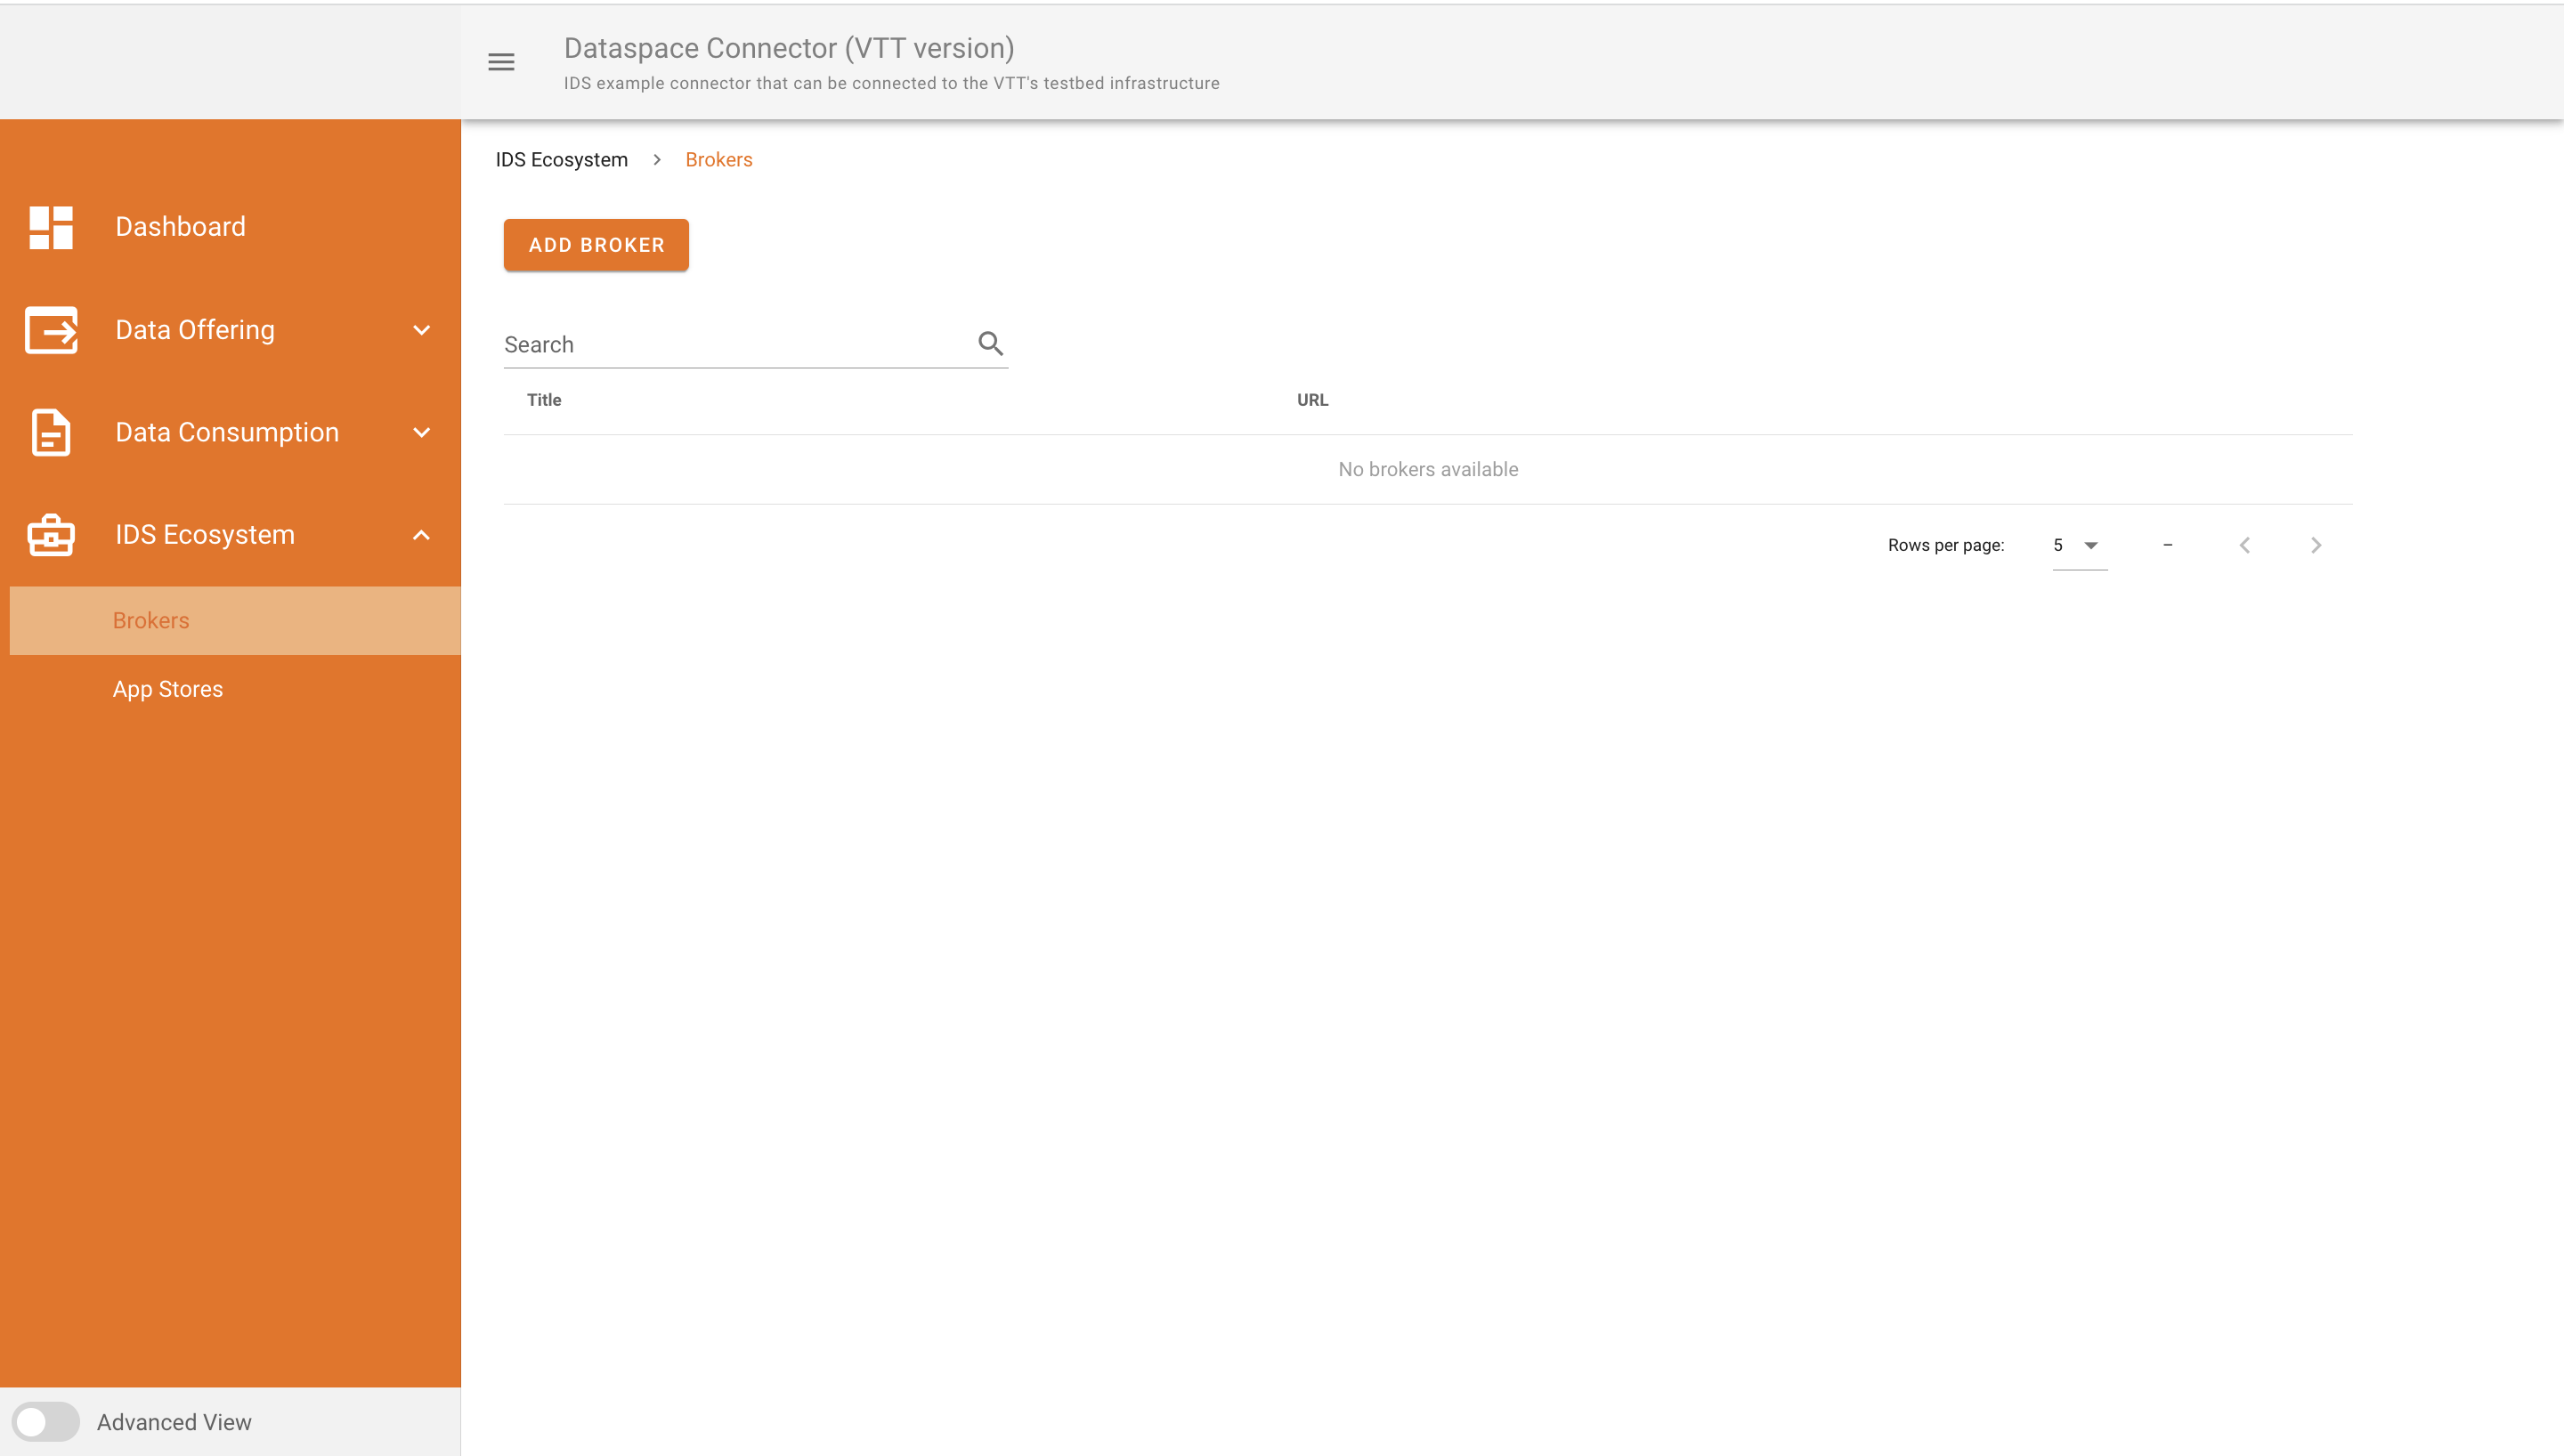 Dataspace Connector (VTT version)
IDS example connector that can be connected to the VTT's testbed infrastructure
Dashboard
Data Offering
Data Consumption
IDS Ecosystem
Brokers
App Stores
Advanced View
IDS Ecosystem > Brokers
ADD BROKER
Search
Title URL
No brokers available
Rows per page: 5 –